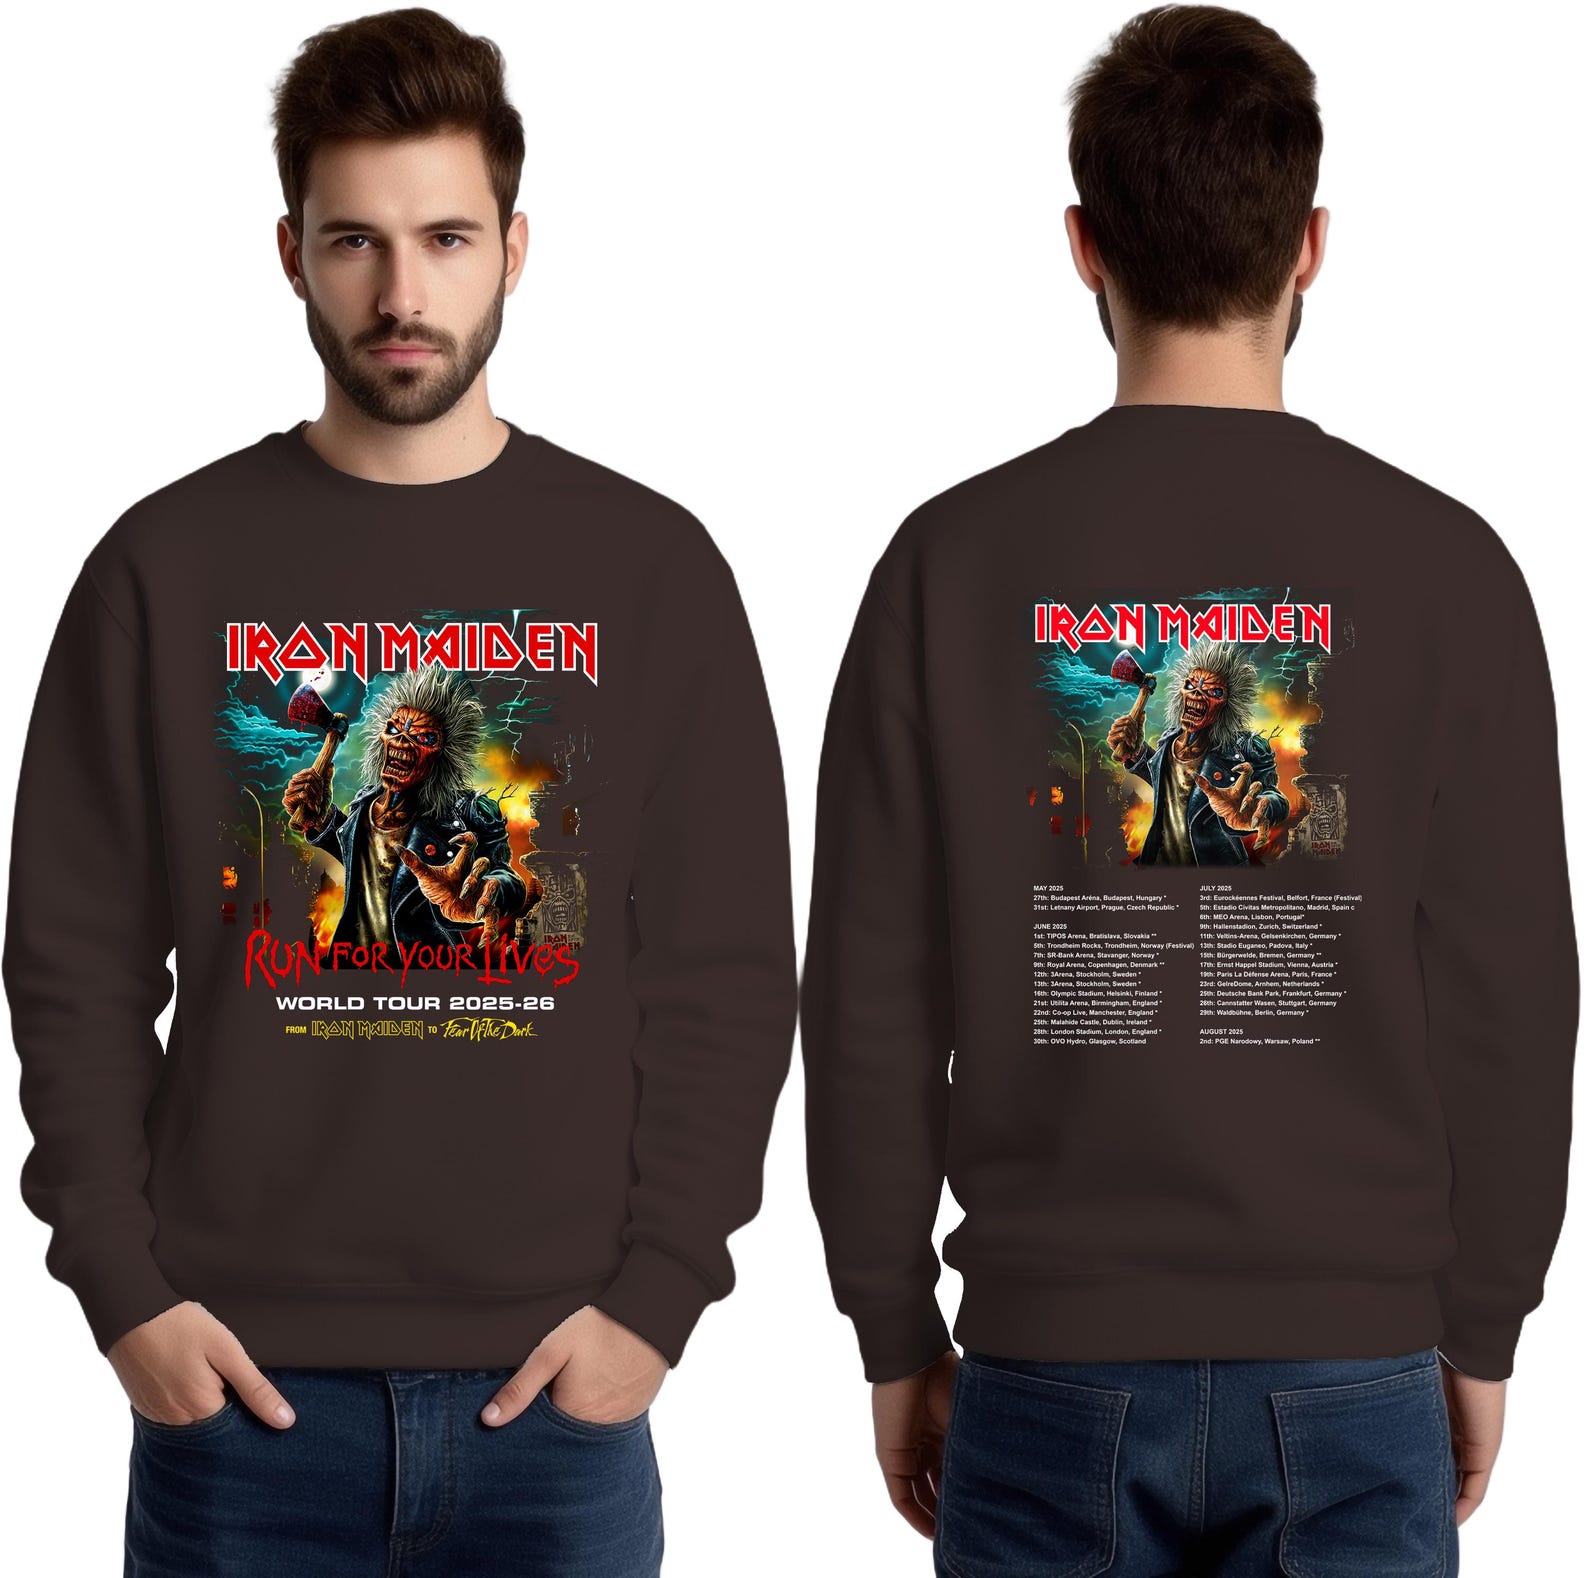 IRON MAIDEN
RUN FOR YOUR LIVES
WORLD TOUR 2025-26
FROM IRON MAIDEN TO Fear Of The Dark
IRON MAIDEN
IRON
MAIDEN
MAY 2025
27th: Budapest Aréna, Budapest, Hungary *
31st: Letnany Airport, Prague, Czech Republic *
JUNE 2025
1st: TIPOS Arena, Bratislava, Slovakia **
5th: Trondheim Rocks, Trondheim, Norway (Festival)
7th: SR-Bank Arena, Stavanger, Norway *
9th: Royal Arena, Copenhagen, Denmark **
12th: 3Arena, Stockholm, Sweden *
13th: 3Arena, Stockholm, Sweden *
16th: Olympic Stadium, Helsinki, Finland *
21st: Utilita Arena, Birmingham, England *
22nd: Co-op Live, Manchester, England *
25th: Malahide Castle, Dublin, Ireland *
28th: London Stadium, London, England *
30th: OVO Hydro, Glasgow, Scotland
JULY 2025
3rd: Eurockéennes Festival, Belfort, France (Festival)
5th: Estadio Civitas Metropolitano, Madrid, Spain c
6th: MEO Arena, Lisbon, Portugal*
9th: Hallenstadion, Zurich, Switzerland *
11th: Veltins-Arena, Gelsenkirchen, Germany *
13th: Stadio Euganeo, Padova, Italy *
15th: Bürgerwelde, Bremen, Germany **
17th: Ernst Happel Stadium, Vienna, Austria *
19th: Paris La Défense Arena, Paris, France *
23rd: GelreDome, Arnhem, Netherlands *
25th: Deutsche Bank Park, Frankfurt, Germany *
26th: Cannstatter Wasen, Stuttgart, Germany
29th: Waldbühne, Berlin, Germany *
AUGUST 2025
2nd: PGE Narodowy, Warsaw, Poland **